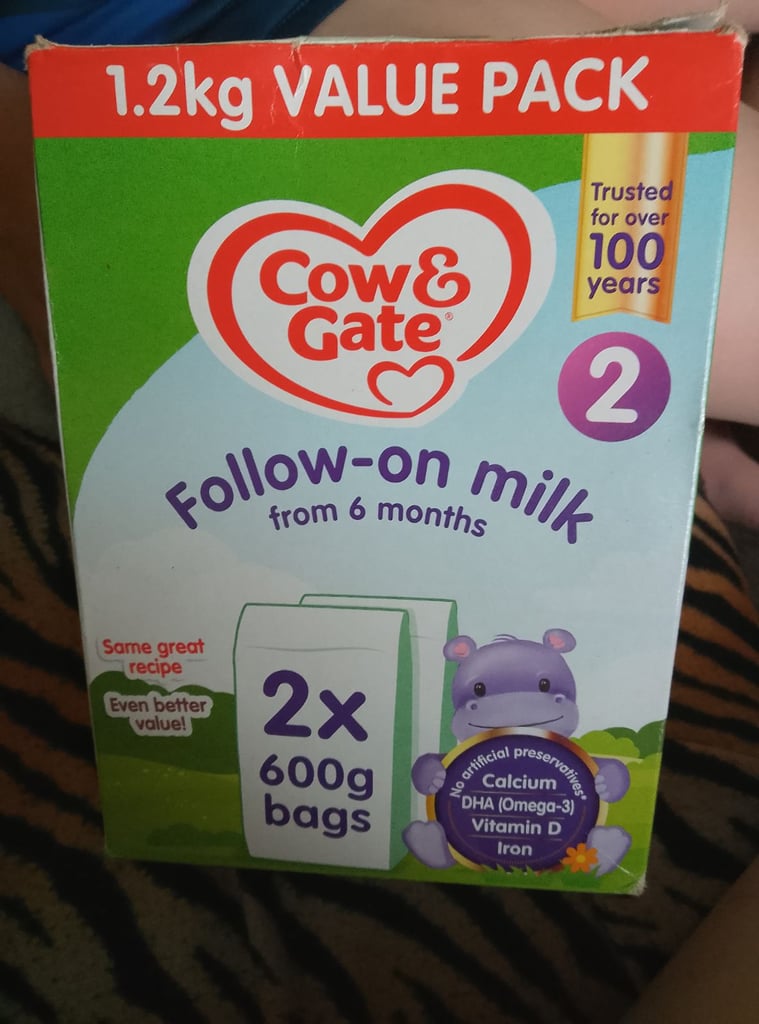 1.2kg VALUE PACK
Trusted
for over
100
years
Cow &
Gate®
2
Follow-on milk
from 6 months
Same great
recipe
Even better
value!
2x
600g
bags
No artificial preservatives*
Calcium
DHA (Omega-3)
Vitamin D
Iron